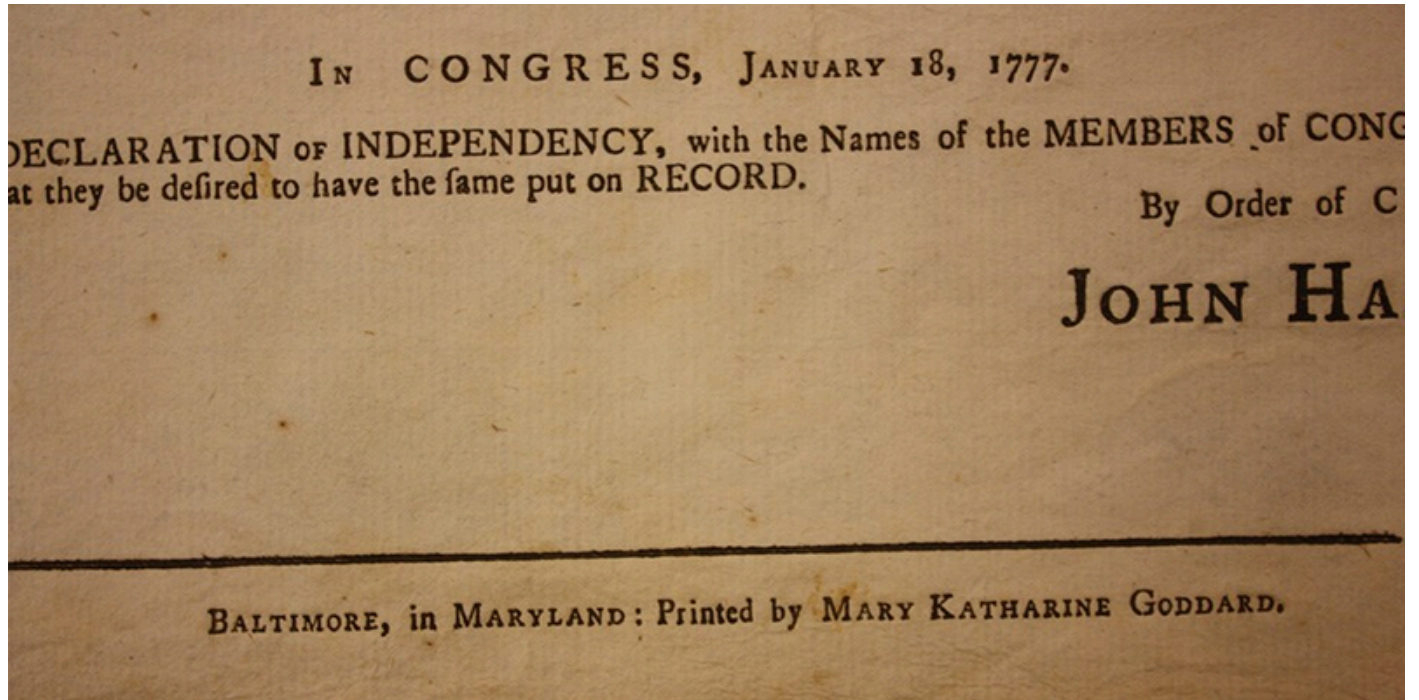 In CONGRESS, January 18, 1777.
DECLARATION of INDEPENDENCY, with the Names of the MEMBERS of CONG
at they be deſired to have the ſame put on RECORD.
By Order of C
John Ha
Baltimore, in Maryland: Printed by Mary Katharine Goddard.